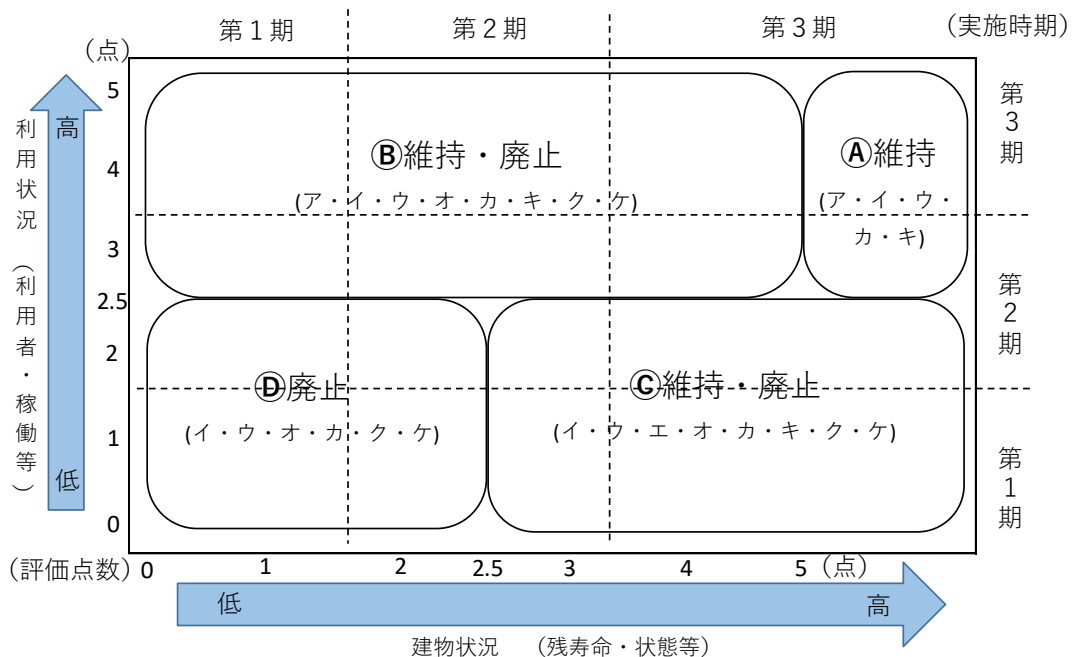 第１期
第２期
第３期
（実施時期）
（点）
5
4
3
2.5
2
1
0
高
低
利用状況　（利用者・稼働等）
Ⓑ維持・廃止
(ア・イ・ウ・オ・カ・キ・ク・ケ)
Ⓐ維持
(ア・イ・ウ・
カ・キ)
Ⓓ廃止
(イ・ウ・オ・カ・ク・ケ)
Ⓒ維持・廃止
(イ・ウ・エ・オ・カ・キ・ク・ケ)
第３期
第２期
第１期
（評価点数）
0
1
2
2.5
3
4
5
（点）
低
高
建物状況　（残寿命・状態等）